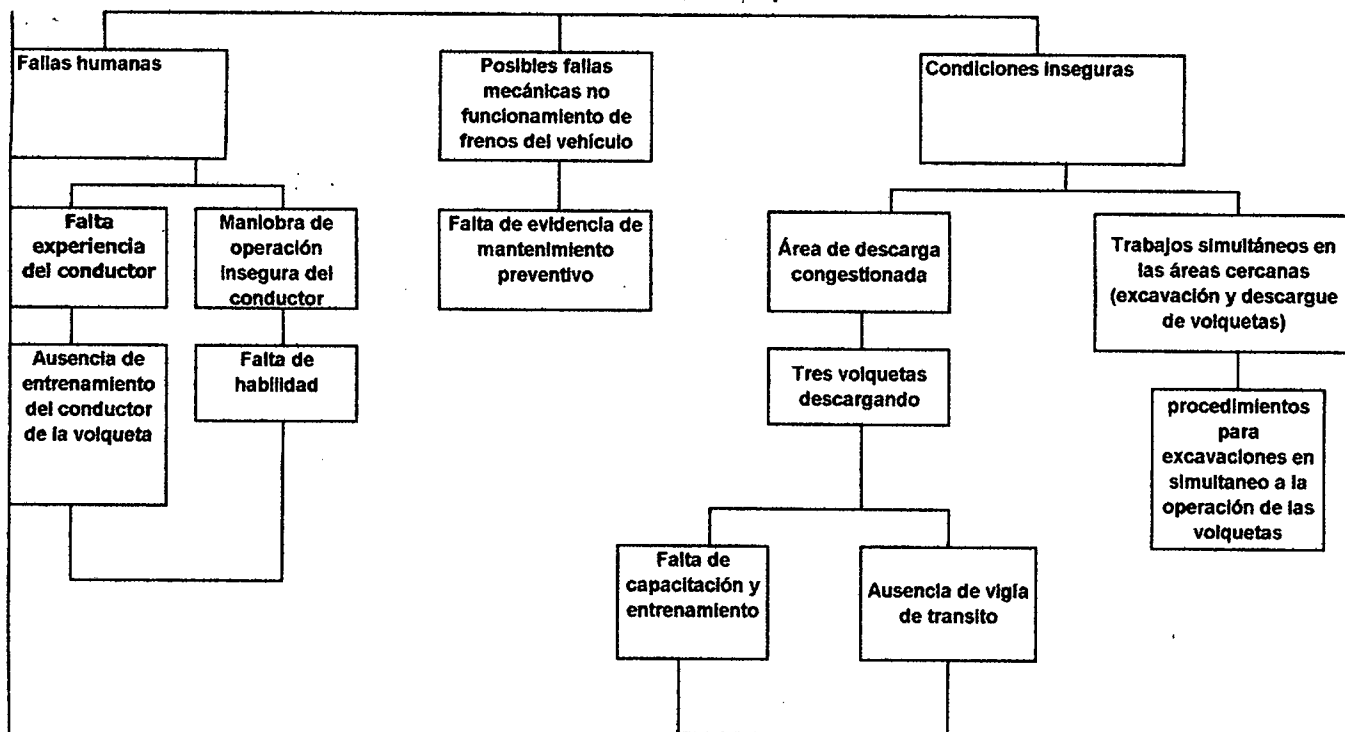 Fallas humanas
Posibles fallas
mecánicas no
funcionamiento de
frenos del vehículo
Condiciones inseguras
Falta
experiencia
del conductor
Maniobra de
operación
insegura del
conductor
Falta de evidencia de
mantenimiento
preventivo
Área de descarga
congestionada
Trabajos simultáneos en
las áreas cercanas
(excavación y descargue
de volquetas)
Ausencia de
entrenamiento
del conductor
de la volqueta
Falta de
habilidad
Tres volquetas
descargando
procedimientos
para
excavaciones en
simultaneo a la
operación de las
volquetas
Falta de
capacitación y
entrenamiento
Ausencia de vigía
de transito